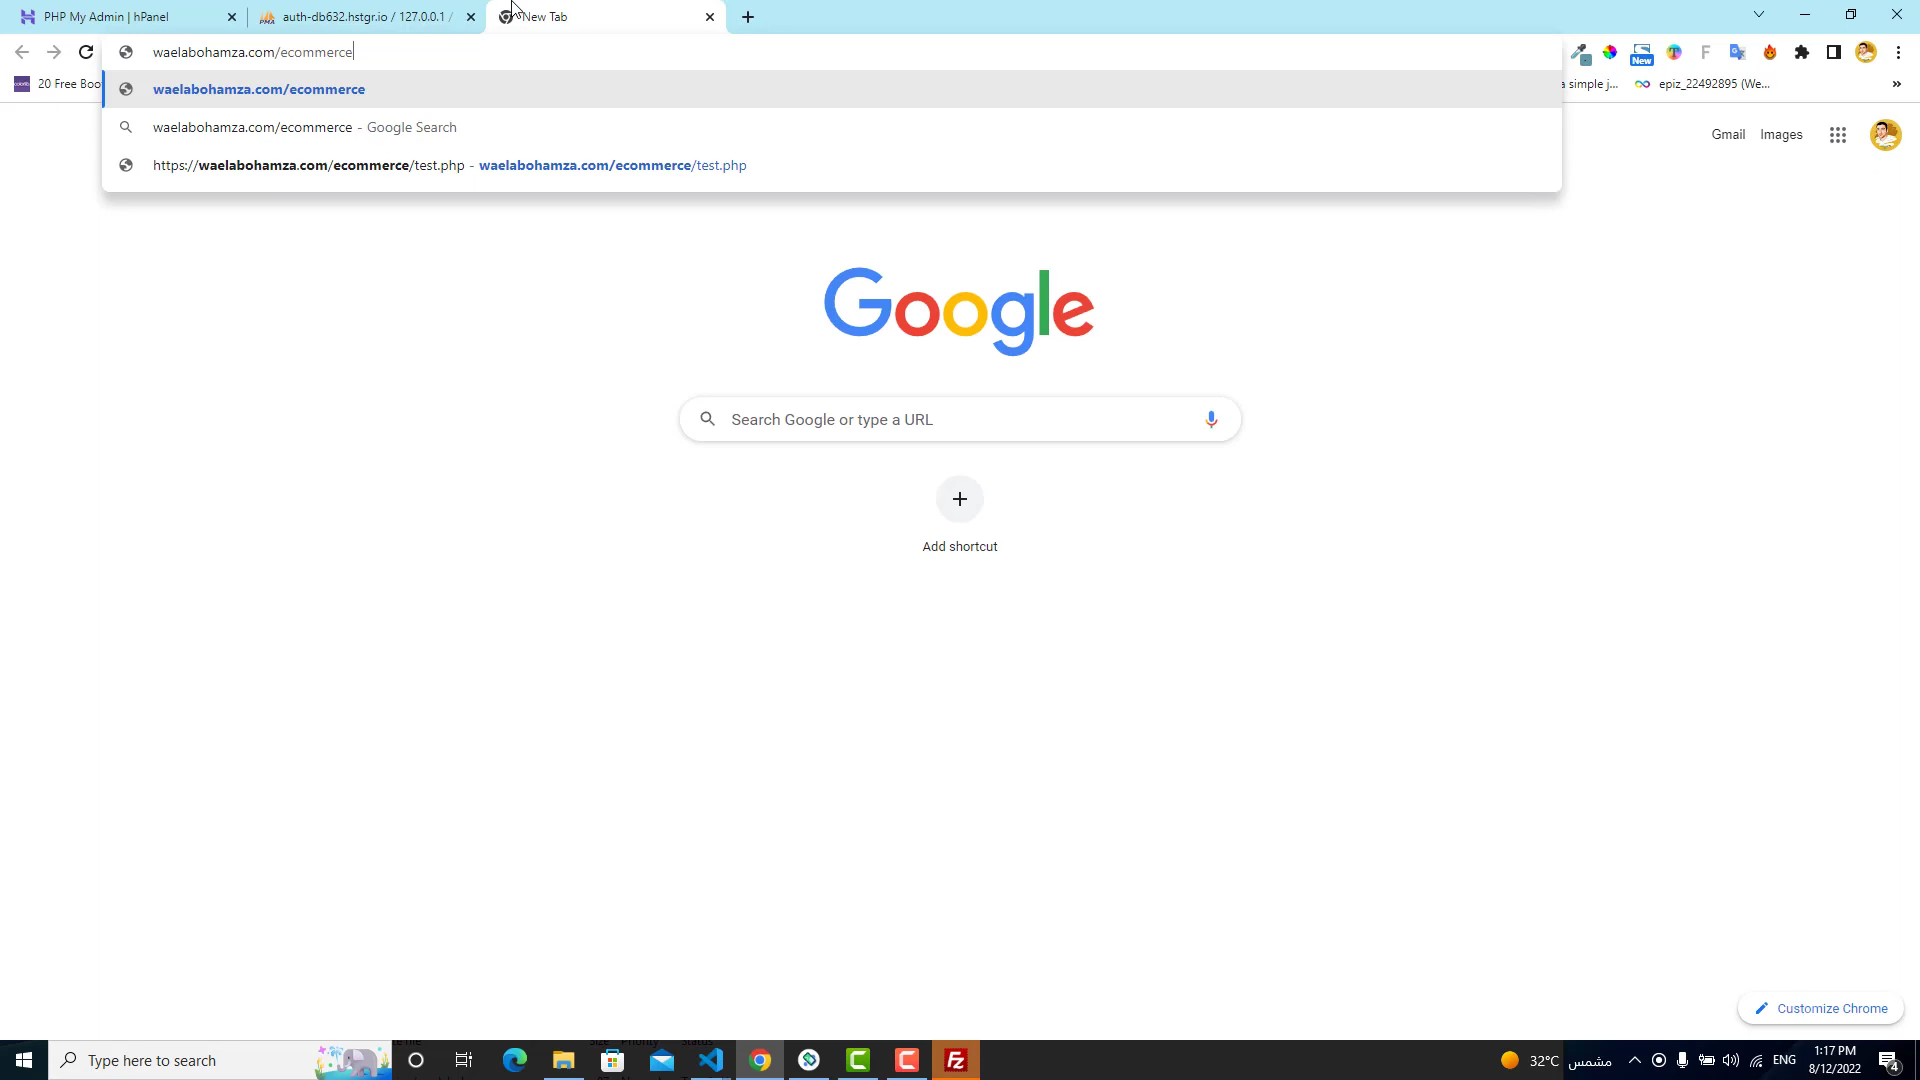 PHP My Admin | hPanel
auth-db632.hstgr.io / 127.0.0.1 /
New Tab
waelabohamza.com/ecommerce
New
20 Free Boo
waelabohamza.com/ecommerce
a simple j...
epiz_22492895 (We...
»
waelabohamza.com/ecommerce - Google Search
https://waelabohamza.com/ecommerce/test.php - waelabohamza.com/ecommerce/test.php
Gmail
Images
Google
Search Google or type a URL
Add shortcut
Customize Chrome
Type here to search
32°C مشمس
ENG
1:17 PM
8/12/2022
4